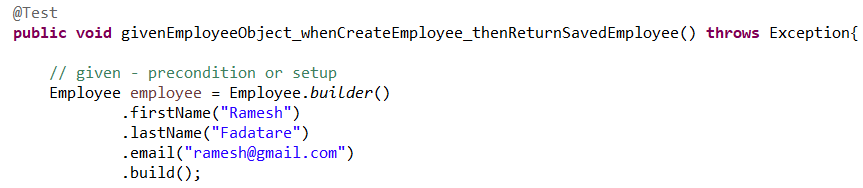 @Test
public void givenEmployeeObject_whenCreateEmployee_thenReturnSavedEmployee() throws Exception{
// given - precondition or setup
Employee employee = Employee.builder()
.firstName("Ramesh")
.lastName("Fadatare")
.email("ramesh@gmail.com")
.build();